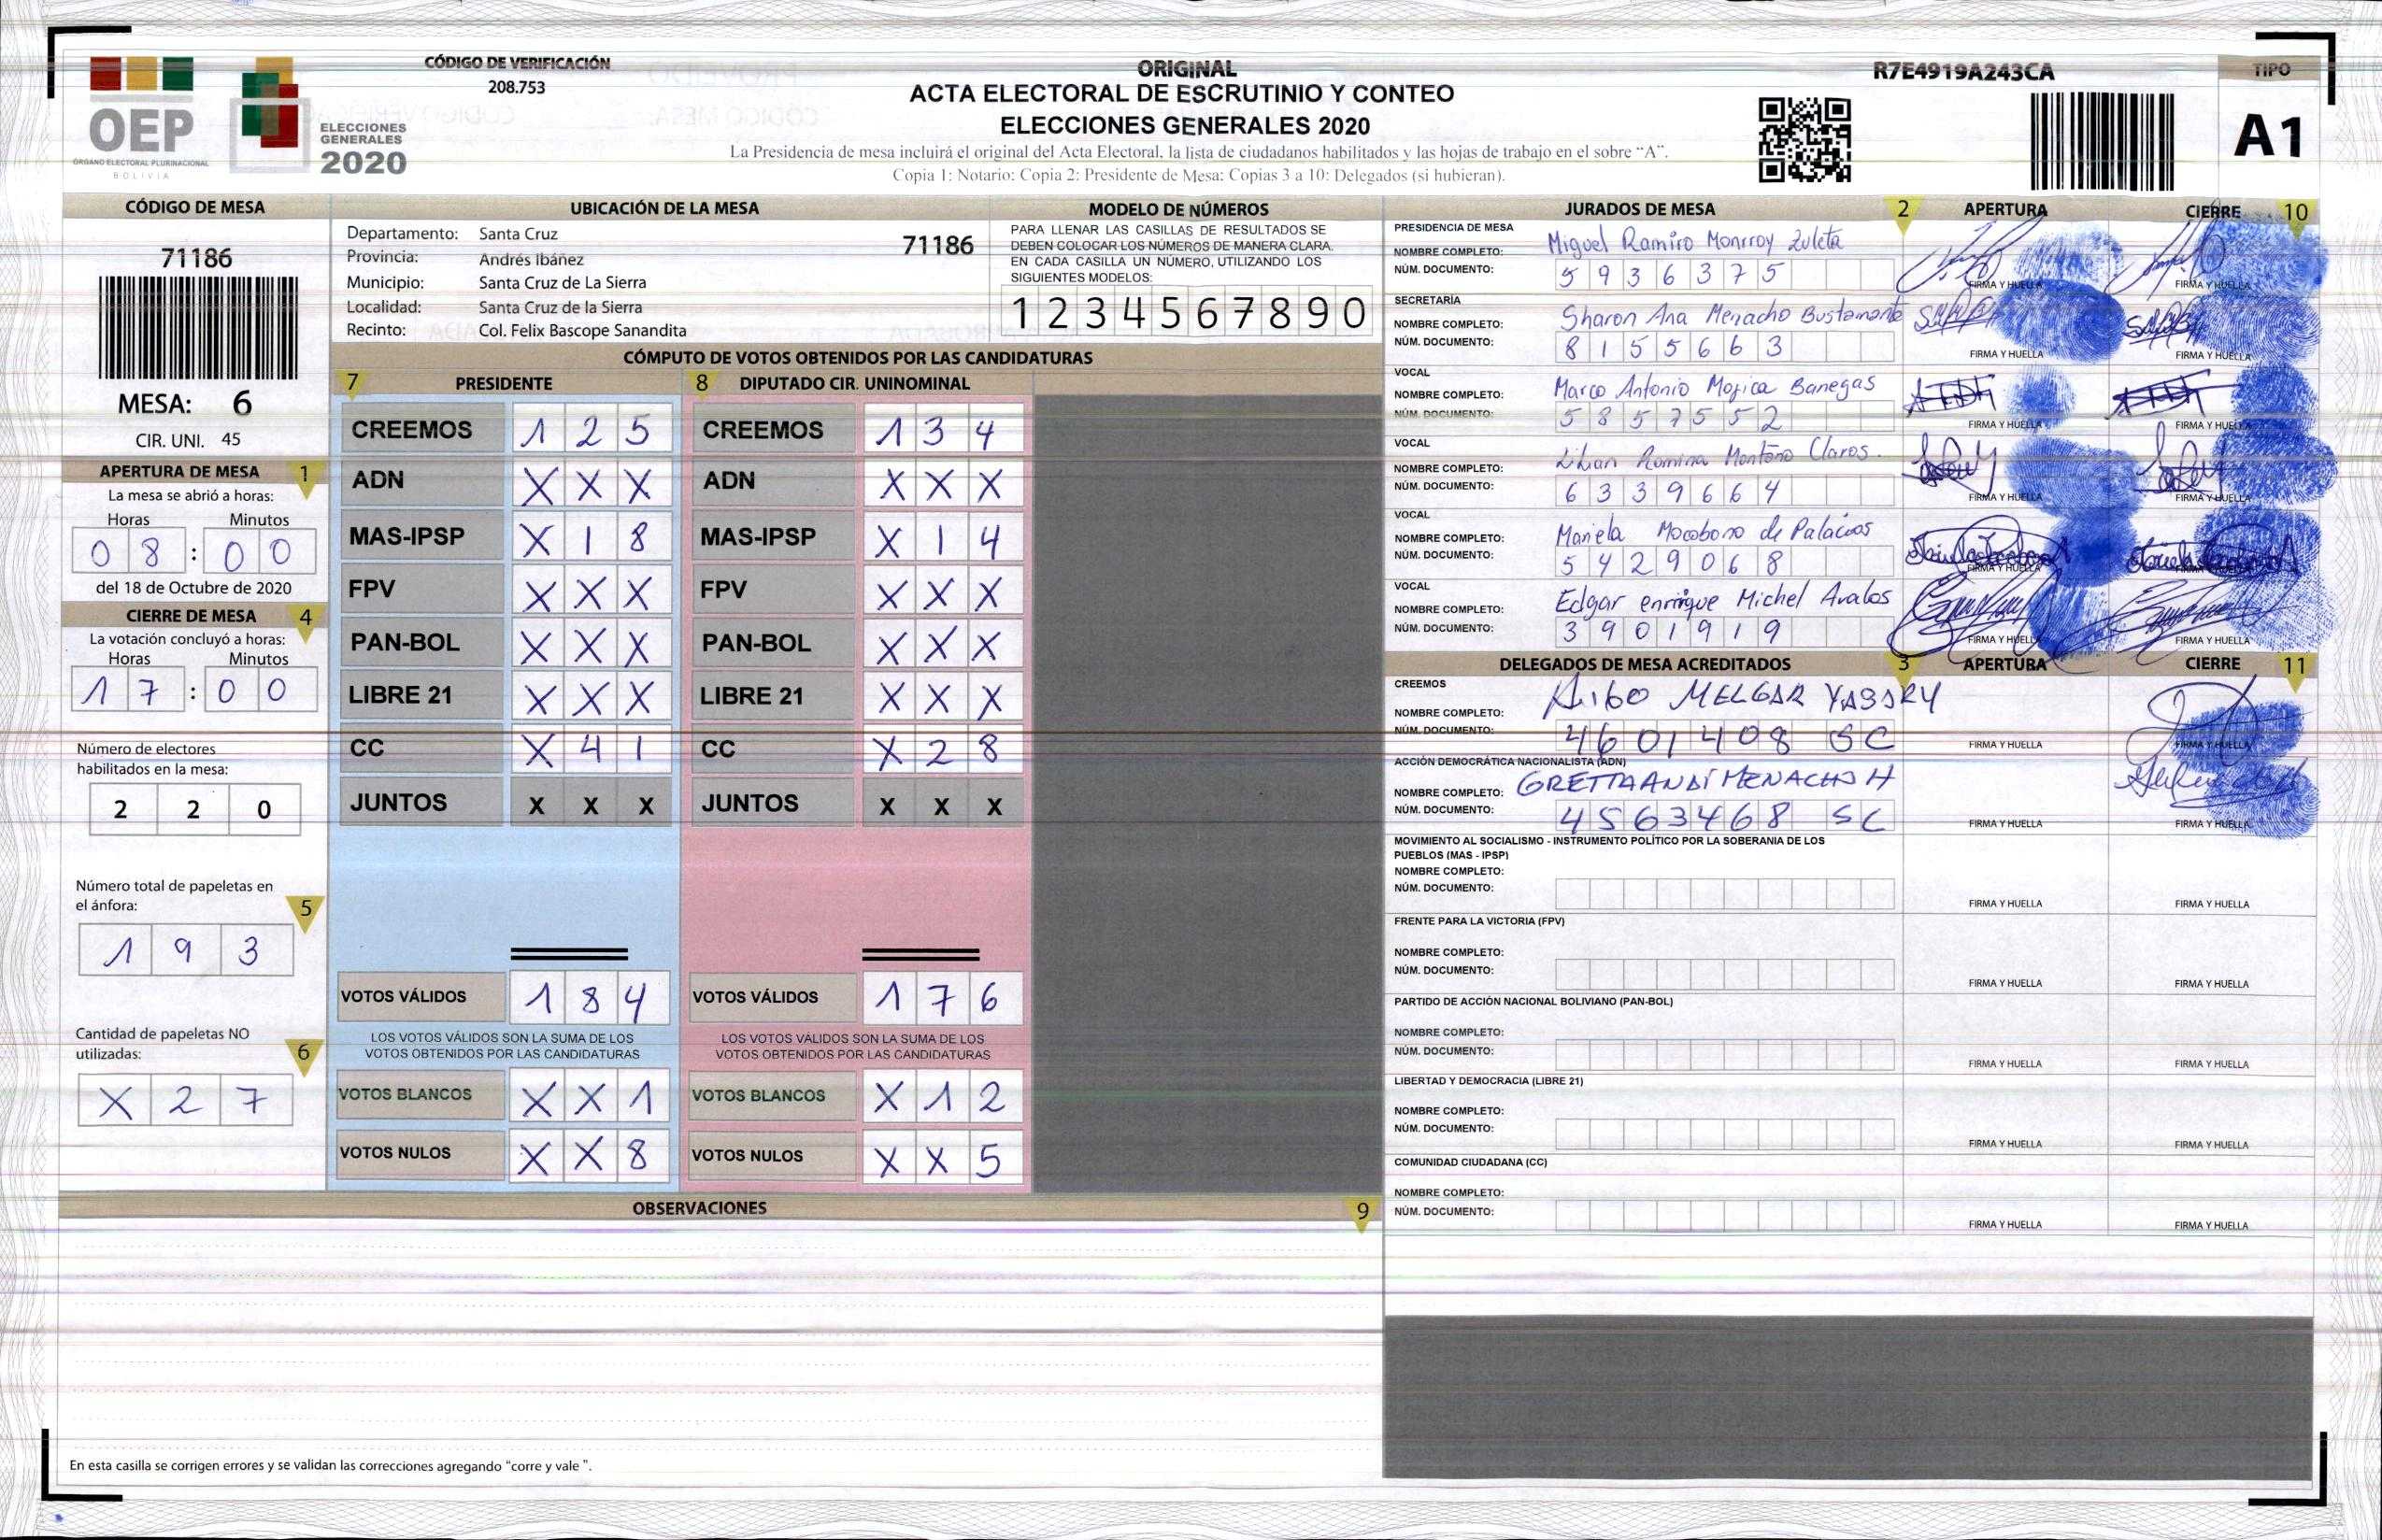 CÓDIGO DE VERIFICACIÓN
208.753
OEP
ÓRGANO ELECTORAL PLURINACIONAL
BOLIVIA
ELECCIONES
GENERALES
2020
ORIGINAL
ACTA ELECTORAL DE ESCRUTINIO Y CONTEO
ELECCIONES GENERALES 2020
La Presidencia de mesa incluirá el original del Acta Electoral, la lista de ciudadanos habilitados y las hojas de trabajo en el sobre “A”.
Copia 1: Notario: Copia 2: Presidente de Mesa: Copias 3 a 10: Delegados (si hubieran).
R7E4919A243CA
TIPO
A1
CÓDIGO DE MESA
71186
MESA: 6
CIR. UNI. 45
APERTURA DE MESA 1
La mesa se abrió a horas:
Horas Minutos
0 8 : 0 0
del 18 de Octubre de 2020
CIERRE DE MESA 4
La votación concluyó a horas:
Horas Minutos
1 7 : 0 0
Número de electores
habilitados en la mesa:
2 2 0
Número total de papeletas en
el ánfora: 5
1 9 3
Cantidad de papeletas NO
utilizadas: 6
X 2 7
UBICACIÓN DE LA MESA
Departamento: Santa Cruz
Provincia: Andrés Ibáñez
Municipio: Santa Cruz de La Sierra
Localidad: Santa Cruz de la Sierra
Recinto: Col. Felix Bascope Sanandita
71186
MODELO DE NÚMEROS
PARA LLENAR LAS CASILLAS DE RESULTADOS SE
DEBEN COLOCAR LOS NÚMEROS DE MANERA CLARA.
EN CADA CASILLA UN NÚMERO, UTILIZANDO LOS
SIGUIENTES MODELOS:
1 2 3 4 5 6 7 8 9 0
CÓMPUTO DE VOTOS OBTENIDOS POR LAS CANDIDATURAS
7 PRESIDENTE 8 DIPUTADO CIR. UNINOMINAL
CREEMOS 1 2 5 CREEMOS 1 3 4
ADN X X X ADN X X X
MAS-IPSP X 1 8 MAS-IPSP X 1 4
FPV X X X FPV X X X
PAN-BOL X X X PAN-BOL X X X
LIBRE 21 X X X LIBRE 21 X X X
CC X 4 1 CC X 2 8
JUNTOS X X X JUNTOS X X X
VOTOS VÁLIDOS 1 8 4 VOTOS VÁLIDOS 1 7 6
LOS VOTOS VÁLIDOS SON LA SUMA DE LOS LOS VOTOS VÁLIDOS SON LA SUMA DE LOS
VOTOS OBTENIDOS POR LAS CANDIDATURAS VOTOS OBTENIDOS POR LAS CANDIDATURAS
VOTOS BLANCOS X X 1 VOTOS BLANCOS X 1 2
VOTOS NULOS X X 8 VOTOS NULOS X X 5
OBSERVACIONES 9
En esta casilla se corrigen errores y se validan las correcciones agregando “corre y vale ”.
JURADOS DE MESA 2 APERTURA CIERRE 10
PRESIDENCIA DE MESA
NOMBRE COMPLETO: Miguel Ramiro Monrroy Zuleta
NÚM. DOCUMENTO: 5 9 3 6 3 7 5
FIRMA Y HUELLA FIRMA Y HUELLA
SECRETARÍA
NOMBRE COMPLETO: Sharon Ana Menacho Bustamante
NÚM. DOCUMENTO: 8 1 5 5 6 6 3
FIRMA Y HUELLA FIRMA Y HUELLA
VOCAL
NOMBRE COMPLETO: Marco Antonio Mojica Banegas
NÚM. DOCUMENTO: 5 8 5 7 5 5 2
FIRMA Y HUELLA FIRMA Y HUELLA
VOCAL
NOMBRE COMPLETO: Lilian Romina Montaño Claros.
NÚM. DOCUMENTO: 6 3 3 9 6 6 4
FIRMA Y HUELLA FIRMA Y HUELLA
VOCAL
NOMBRE COMPLETO: Mariela Mocobono de Palacios
NÚM. DOCUMENTO: 5 4 2 9 0 6 8
FIRMA Y HUELLA
VOCAL
NOMBRE COMPLETO: Edgar enrrique Michel Avalos
NÚM. DOCUMENTO: 3 9 0 1 9 1 9
FIRMA Y HUELLA FIRMA Y HUELLA
DELEGADOS DE MESA ACREDITADOS 3 APERTURA CIERRE 11
CREEMOS
NOMBRE COMPLETO: MELGAR
NÚM. DOCUMENTO: 4 6 0 1 4 0 8 SC
FIRMA Y HUELLA FIRMA Y HUELLA
ACCIÓN DEMOCRÁTICA NACIONALISTA (ADN)
NOMBRE COMPLETO: MENACHO H
NÚM. DOCUMENTO: 4 5 6 3 4 6 8 SC
FIRMA Y HUELLA FIRMA Y HUELLA
MOVIMIENTO AL SOCIALISMO - INSTRUMENTO POLÍTICO POR LA SOBERANIA DE LOS
PUEBLOS (MAS - IPSP)
NOMBRE COMPLETO:
NÚM. DOCUMENTO:
FIRMA Y HUELLA FIRMA Y HUELLA
FRENTE PARA LA VICTORIA (FPV)
NOMBRE COMPLETO:
NÚM. DOCUMENTO:
FIRMA Y HUELLA FIRMA Y HUELLA
PARTIDO DE ACCIÓN NACIONAL BOLIVIANO (PAN-BOL)
NOMBRE COMPLETO:
NÚM. DOCUMENTO:
FIRMA Y HUELLA FIRMA Y HUELLA
LIBERTAD Y DEMOCRACIA (LIBRE 21)
NOMBRE COMPLETO:
NÚM. DOCUMENTO:
FIRMA Y HUELLA FIRMA Y HUELLA
COMUNIDAD CIUDADANA (CC)
NOMBRE COMPLETO:
NÚM. DOCUMENTO:
FIRMA Y HUELLA FIRMA Y HUELLA